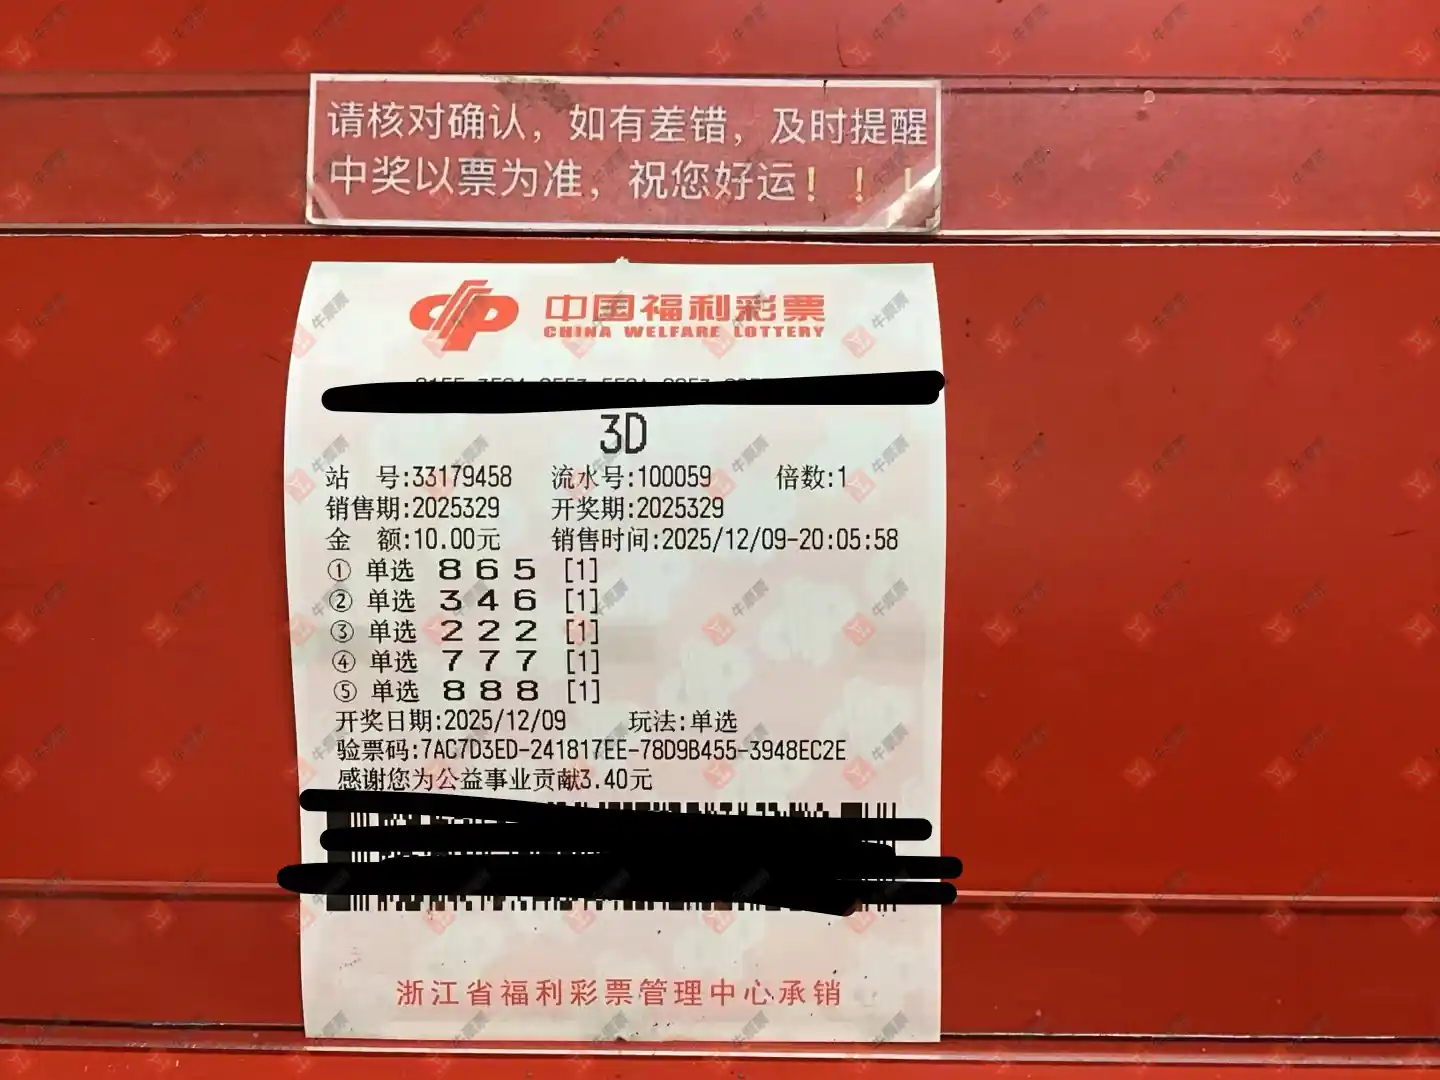 请核对确认，如有差错，及时提醒
中奖以票为准，祝您好运！！！
中国福利彩票
CHINA WELFARE LOTTERY
3D
站 号:33179458 流水号:100059 倍数:1
销售期:2025329 开奖期:2025329
金 额:10.00元 销售时间:2025/12/09-20:05:58
① 单选 8 6 5 [1]
② 单选 3 4 6 [1]
③ 单选 2 2 2 [1]
④ 单选 7 7 7 [1]
⑤ 单选 8 8 8 [1]
开奖日期:2025/12/09 玩法:单选
验票码:7AC7D3ED-241817EE-78D9B455-3948EC2E
感谢您为公益事业贡献3.40元
浙江省福利彩票管理中心承销